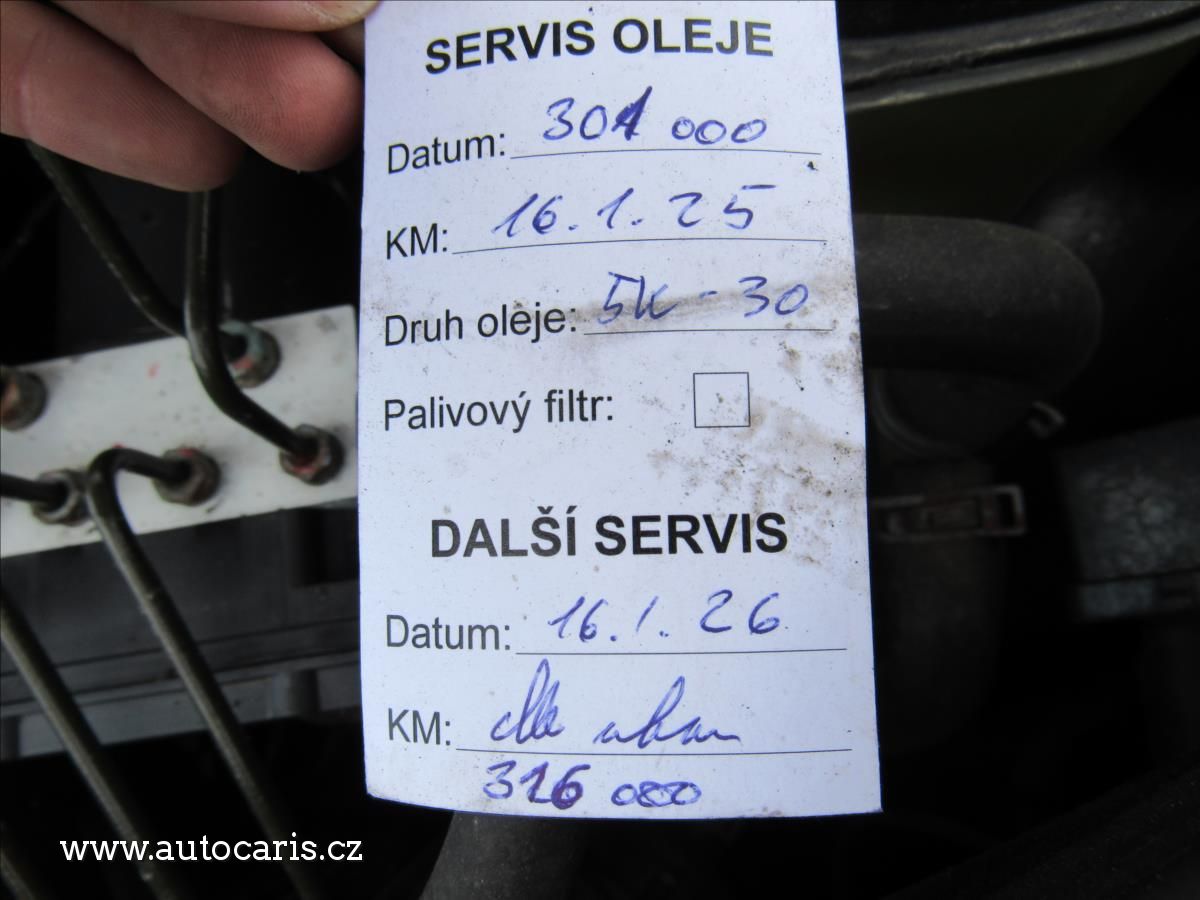 SERVIS OLEJE
Datum: 301 000
KM: 16.1.25
Druh oleje: 5W-30
Palivový filtr:
DALŠÍ SERVIS
Datum: 16.1.26
KM:
316 000
www.autocaris.cz